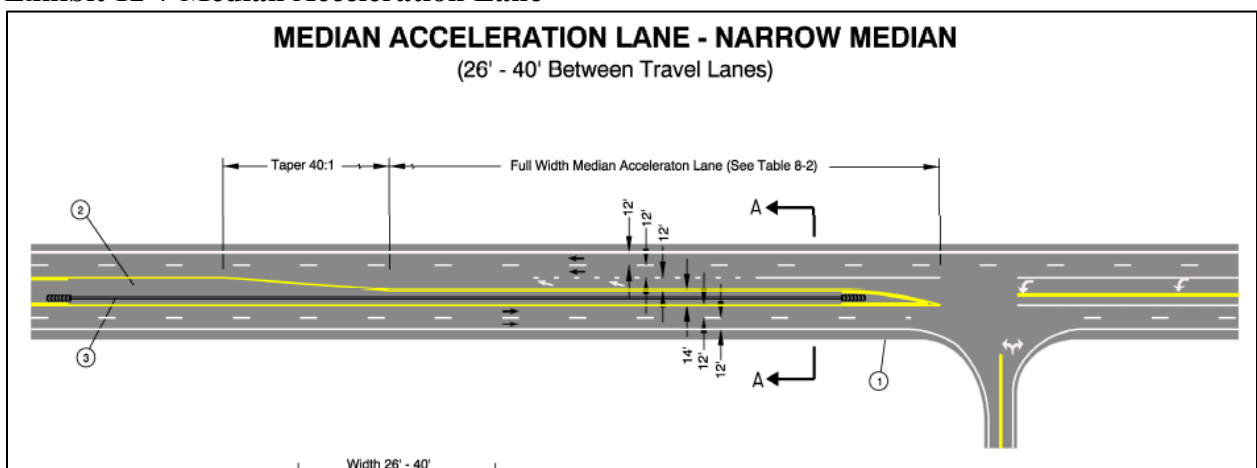 Exhibit 12-7 Median Acceleration Lane
MEDIAN ACCELERATION LANE - NARROW MEDIAN
(26' - 40' Between Travel Lanes)
Taper 40:1
Full Width Median Acceleraton Lane (See Table 8-2)
2
12'
12'
12'
A
3
14'
12'
12'
A
1
Width 26' - 40'